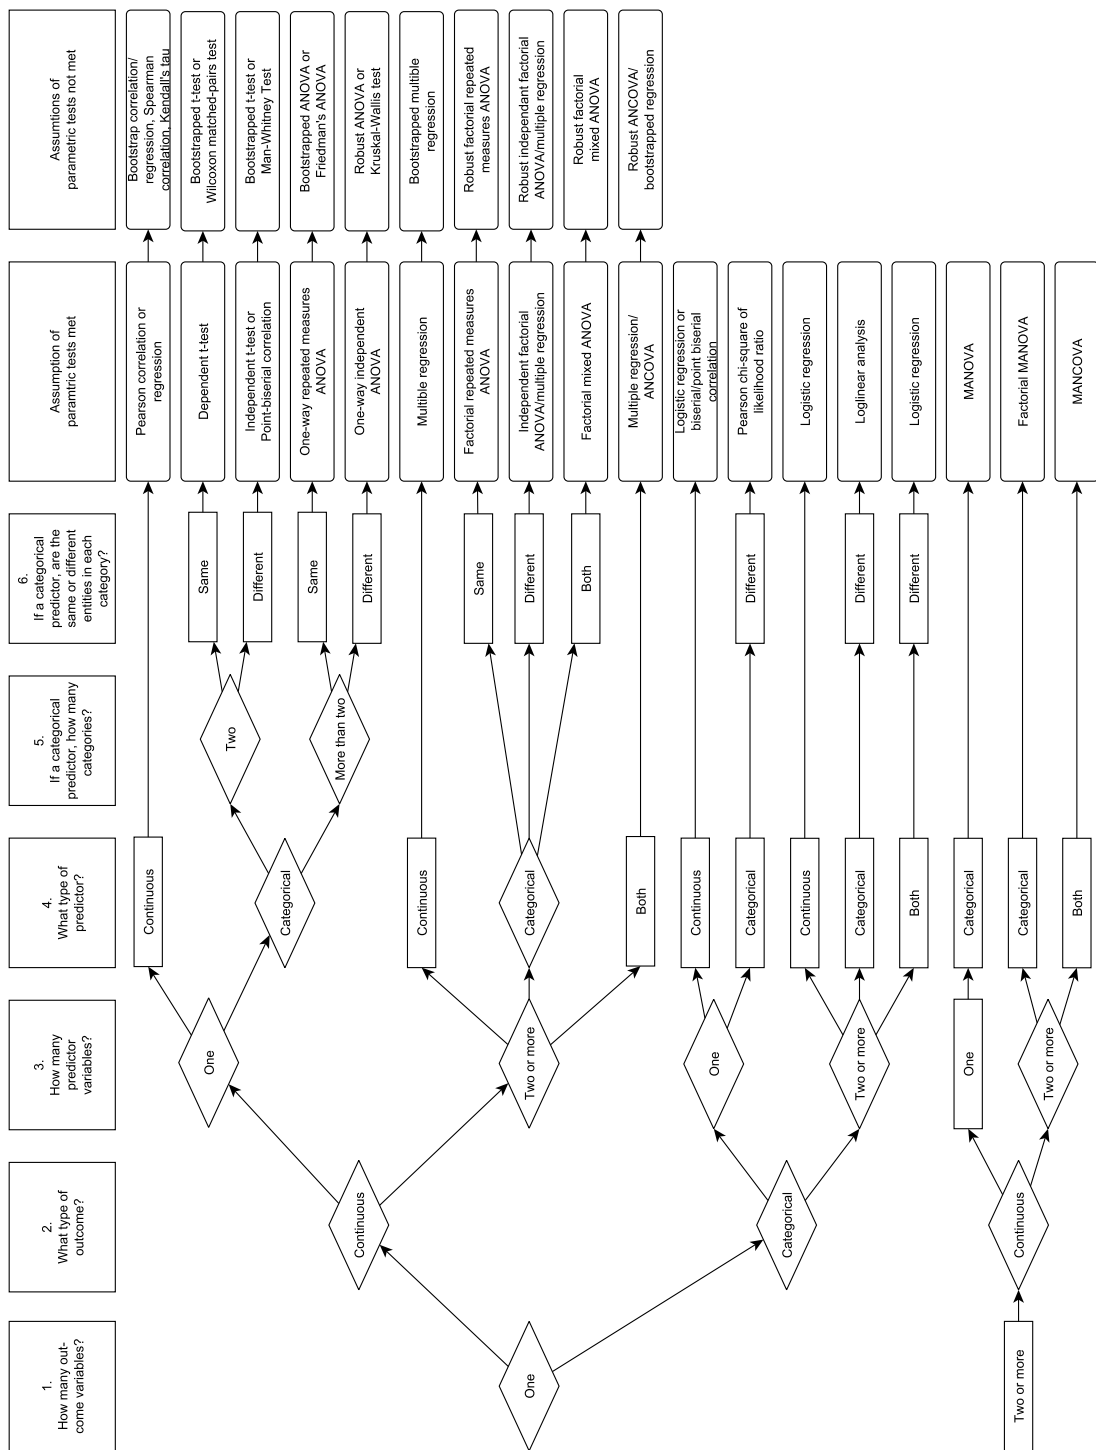 1.
How many out-
come variables?
2.
What type of
outcome?
3.
How many
predictor
variables?
4.
What type of
predictor?
5.
If a categorical
predictor, how many
categories?
6.
If a categorical
predictor, are the
same or different
entities in each
category?
Assumption of
paramtric tests met
Assumtions of
parametric tests not met
One
Two or more
Continuous
Categorical
Continuous
One
Two or more
One
Two or more
One
Two or more
Continuous
Categorical
Continuous
Categorical
Both
Continuous
Categorical
Continuous
Categorical
Both
Categorical
Categorical
Both
Two
More than two
Same
Different
Same
Different
Same
Different
Both
Different
Different
Different
Pearson correlation or
regression
Dependent t-test
Independent t-test or
Point-biserial correlation
One-way repeated measures
ANOVA
One-way independent
ANOVA
Multible regression
Factorial repeated measures
ANOVA
Independent factorial
ANOVA/multiple regression
Factorial mixed ANOVA
Multiple regression/
ANCOVA
Logistic regression or
biserial/point biserial
correlation
Pearson chi-square of
likelihood ratio
Logistic regression
Loglinear analysis
Logistic regression
MANOVA
Factorial MANOVA
MANCOVA
Bootstrap correlation/
regression, Spearman
correlation, Kendall's tau
Bootstrapped t-test or
Wilcoxon matched-pairs test
Bootstrapped t-test or
Man-Whitney Test
Bootstrapped ANOVA or
Friedman's ANOVA
Robust ANOVA or
Kruskal-Wallis test
Bootstrapped multible
regression
Robust factorial repeated
measures ANOVA
Robust independant factorial
ANOVA/multiple regression
Robust factorial
mixed ANOVA
Robust ANCOVA/
bootstrapped regression